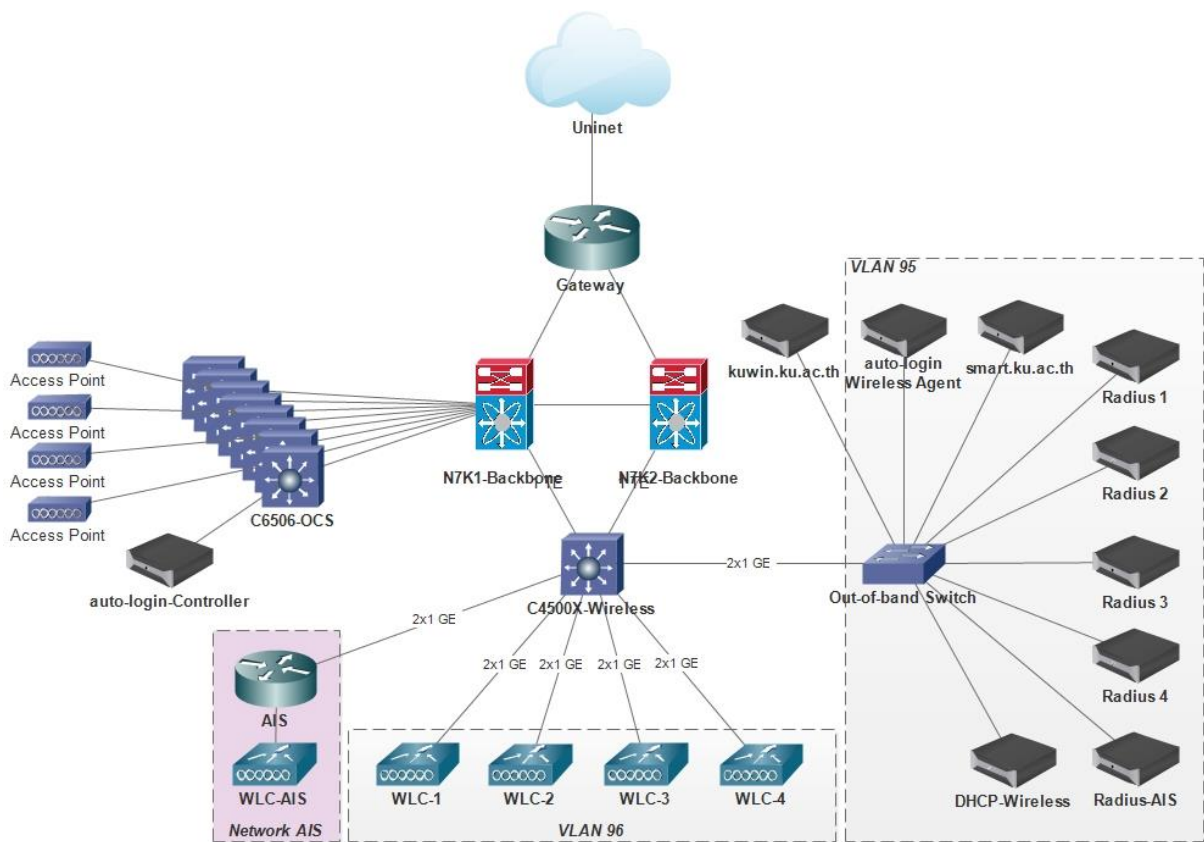 Uninet
Gateway
VLAN 95
kuwin.ku.ac.th
auto-login
Wireless Agent
smart.ku.ac.th
Radius 1
Access Point
Access Point
Access Point
Access Point
N7K1-Backbone
N7K2-Backbone
Radius 2
C6506-OCS
auto-login-Controller
C4500X-Wireless
2x1 GE
Out-of-band Switch
Radius 3
2x1 GE
2x1 GE
2x1 GE
2x1 GE
2x1 GE
Radius 4
AIS
WLC-AIS
Network AIS
WLC-1
WLC-2
WLC-3
WLC-4
VLAN 96
DHCP-Wireless
Radius-AIS